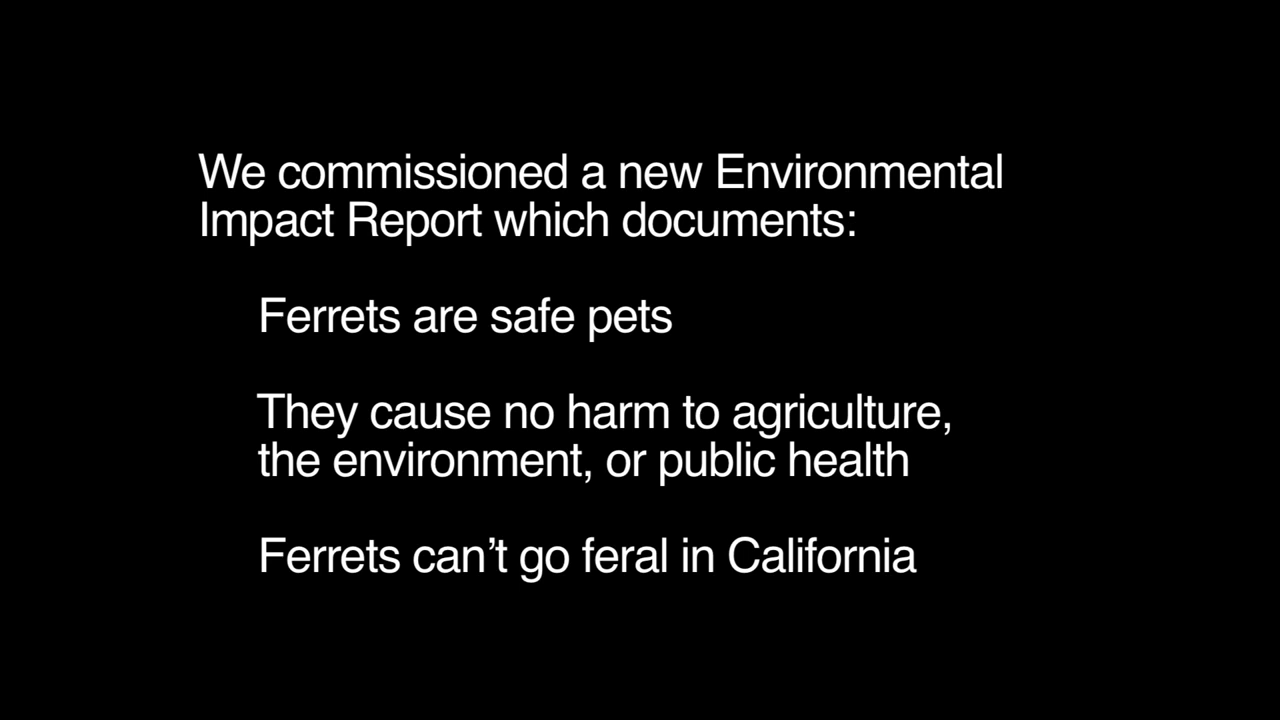 We commissioned a new Environmental
Impact Report which documents:
Ferrets are safe pets
They cause no harm to agriculture,
the environment, or public health
Ferrets can’t go feral in California